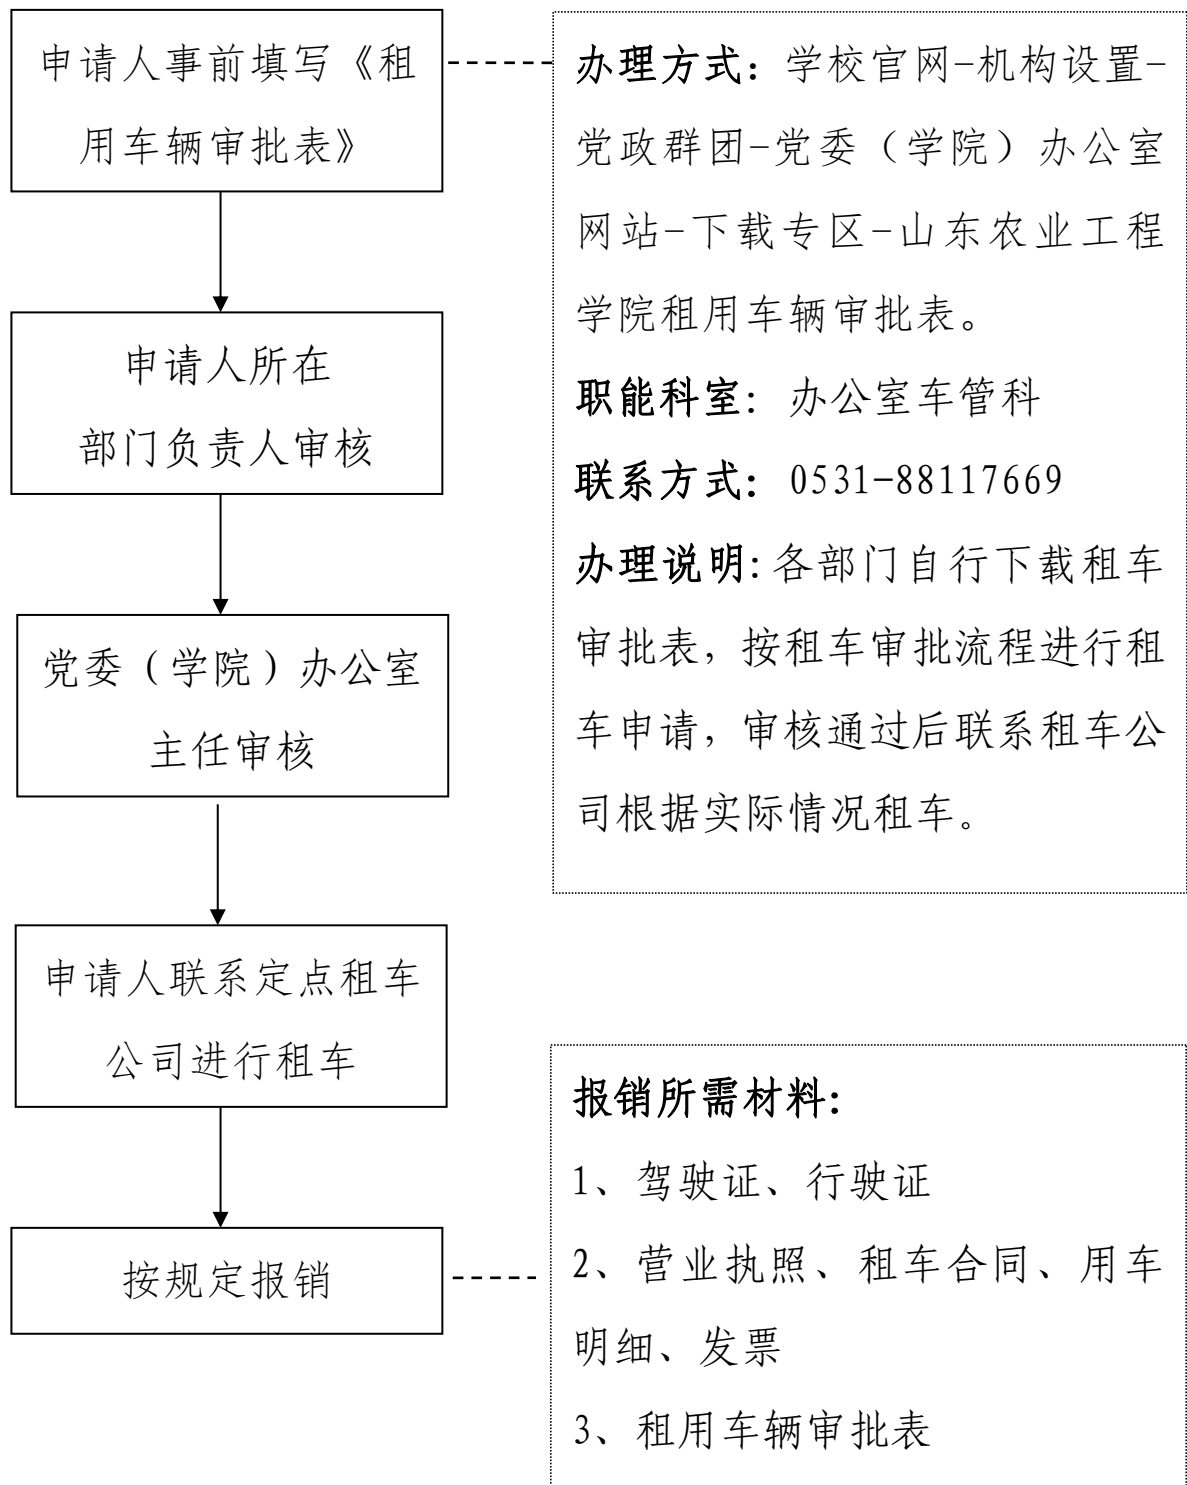 申请人事前填写《租
用车辆审批表》
申请人所在
部门负责人审核
党委（学院）办公室
主任审核
申请人联系定点租车
公司进行租车
按规定报销
办理方式：学校官网-机构设置-
党政群团-党委（学院）办公室
网站-下载专区-山东农业工程
学院租用车辆审批表。
职能科室：办公室车管科
联系方式：0531-88117669
办理说明:各部门自行下载租车
审批表，按租车审批流程进行租
车申请，审核通过后联系租车公
司根据实际情况租车。
报销所需材料：
1、驾驶证、行驶证
2、营业执照、租车合同、用车
明细、发票
3、租用车辆审批表